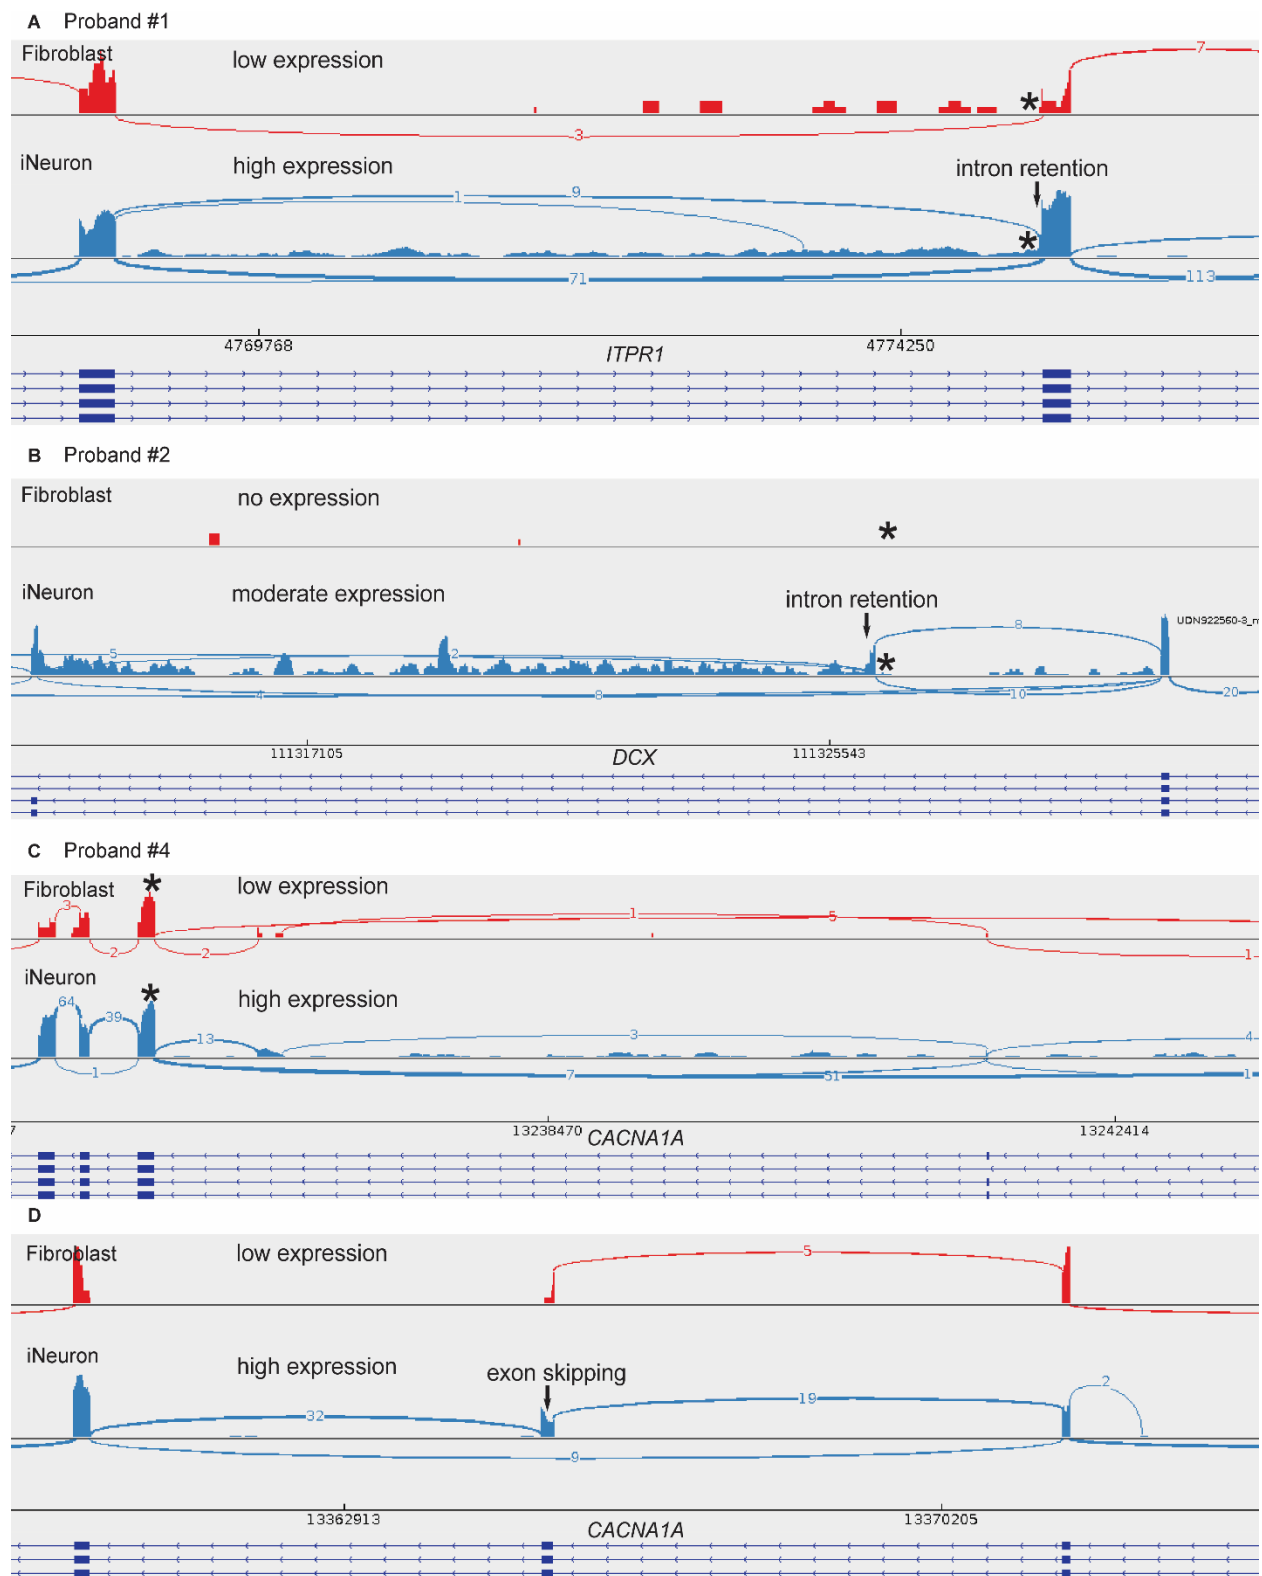 A Proband #1
Fibroblast low expression
7
*
3
iNeuron high expression
intron retention
1 9
*
71 113
4769768 4774250
ITPR1
B Proband #2
Fibroblast no expression
*
iNeuron moderate expression
intron retention
8
5 2
*
4 8 10 20
111317105 111325543
DCX
C Proband #4
Fibroblast * low expression
3 1 5
2 2 1
iNeuron * high expression
64 39 13 3 4
1 7 51 1
7 13238470 13242414
CACNA1A
D
Fibroblast low expression 5
iNeuron high expression
exon skipping
2
32 19
9
13362913 13370205
CACNA1A